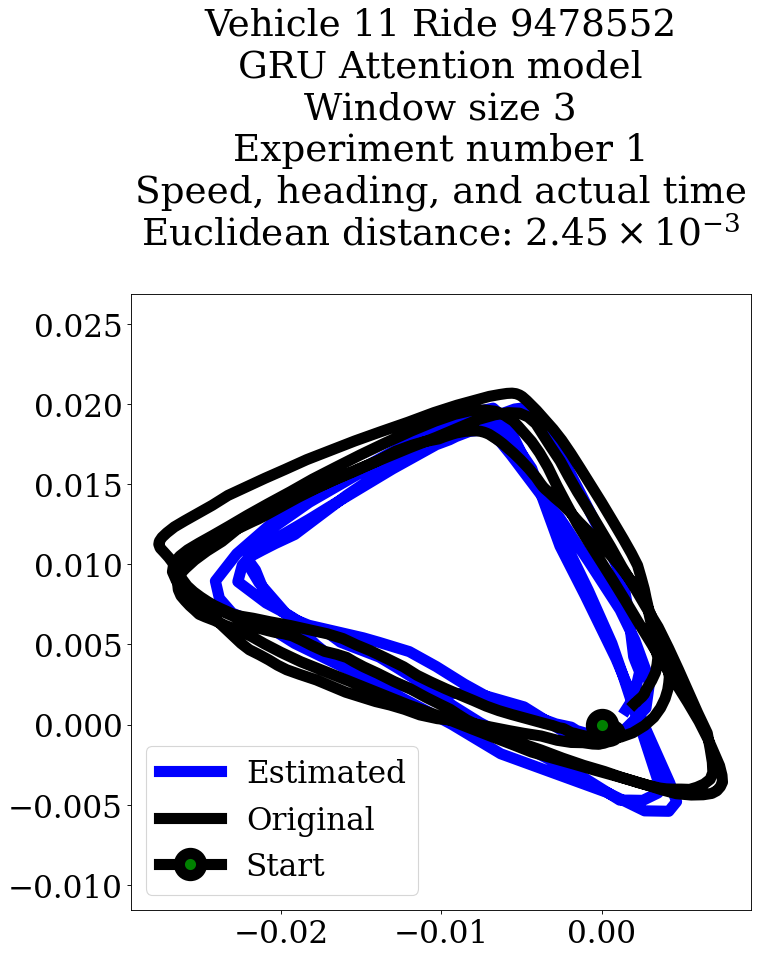 Vehicle 11 Ride 9478552
GRU Attention model
Window size 3
Experiment number 1
Speed, heading, and actual time
Euclidean distance: 2.45 × 10⁻³
0.025
0.020
0.015
0.010
0.005
0.000
−0.005
−0.010
Estimated
Original
Start
−0.02 −0.01 0.00